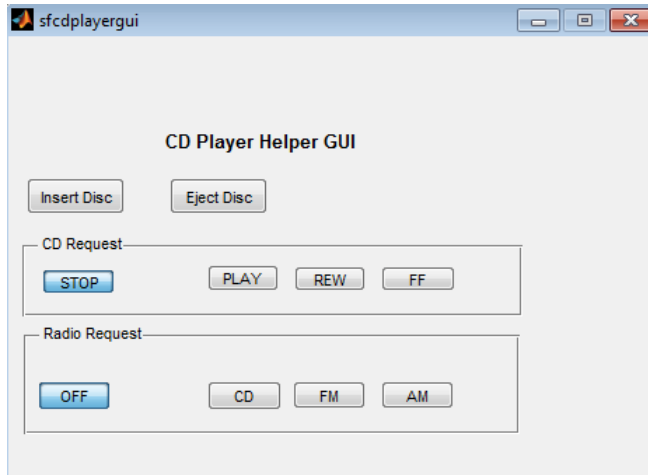 sfcdplayergui
CD Player Helper GUI
Insert Disc Eject Disc
CD Request
STOP PLAY REW FF
Radio Request
OFF CD FM AM